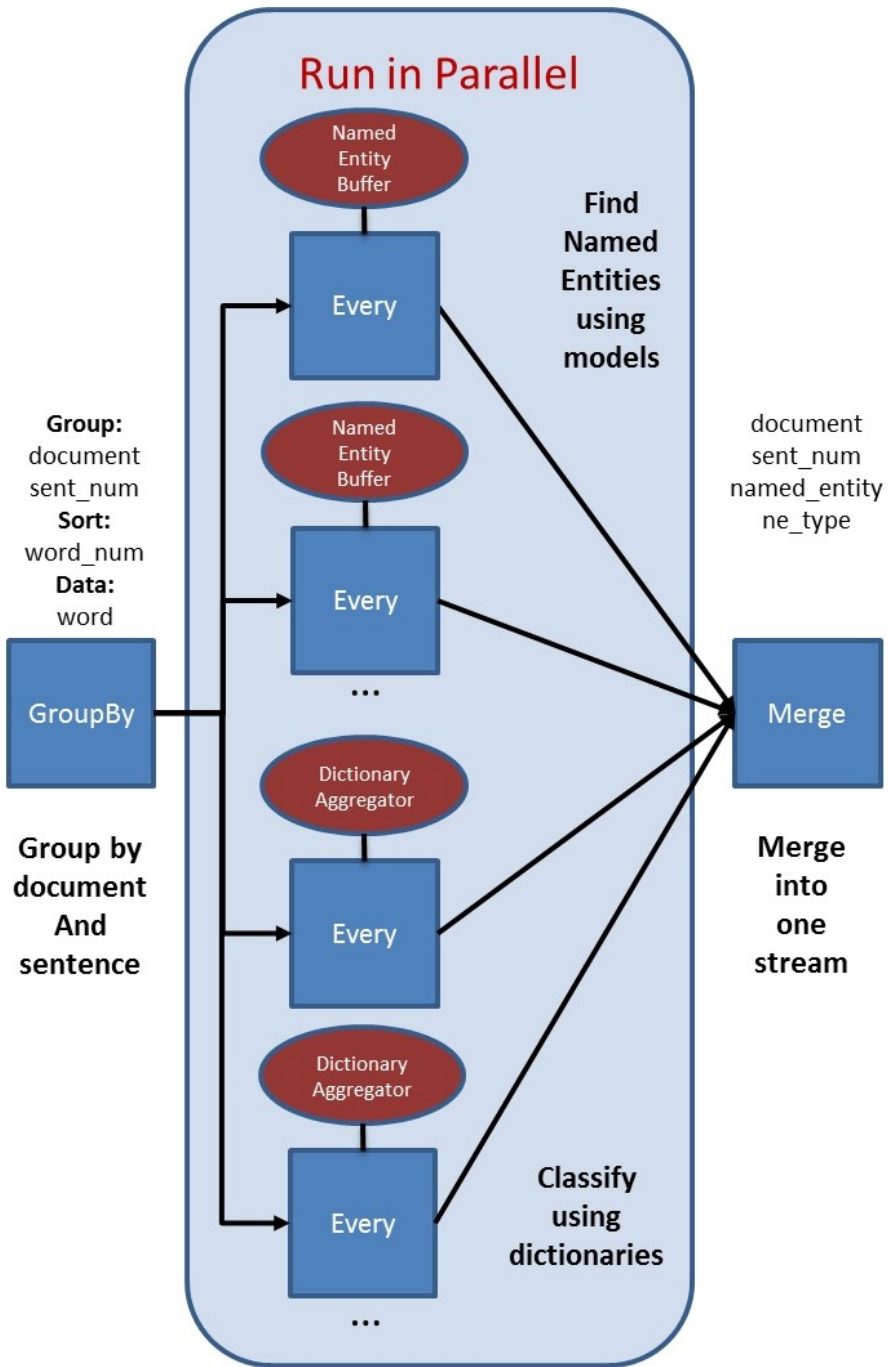 Run in Parallel
Named
Entity
Buffer
Find
Named
Entities
using
models
Every
Group:
document
sent_num
Sort:
word_num
Data:
word
Named
Entity
Buffer
document
sent_num
named_entity
ne_type
Every
...
GroupBy
Merge
Dictionary
Aggregator
Group by
document
And
sentence
Every
Merge
into
one
stream
Dictionary
Aggregator
Every
Classify
using
dictionaries
...